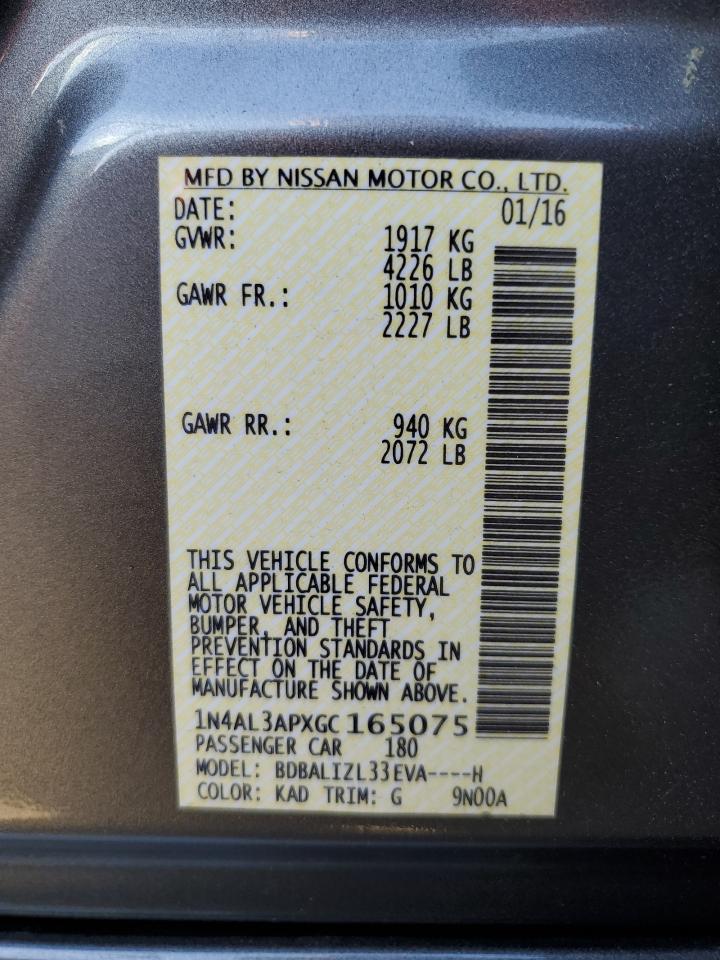 MFD BY NISSAN MOTOR CO., LTD.
DATE: 01/16
GVWR: 1917 KG
4226 LB
GAWR FR.: 1010 KG
2227 LB
GAWR RR.: 940 KG
2072 LB
THIS VEHICLE CONFORMS TO
ALL APPLICABLE FEDERAL
MOTOR VEHICLE SAFETY,
BUMPER, AND THEFT
PREVENTION STANDARDS IN
EFFECT ON THE DATE OF
MANUFACTURE SHOWN ABOVE.
1N4AL3APXGC165075
PASSENGER CAR 180
MODEL: BDBALIZL33EVA----H
COLOR: KAD TRIM: G 9N00A